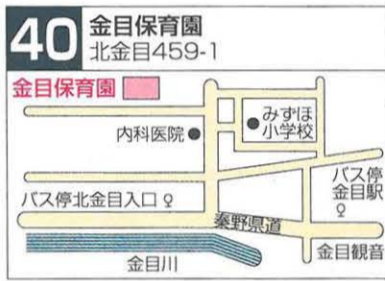 40
金目保育園
北金目459-1
金目保育園
内科医院
みずほ
小学校
バス停北金目入口
バス停
金目駅
秦野県道
金目川
金目観音